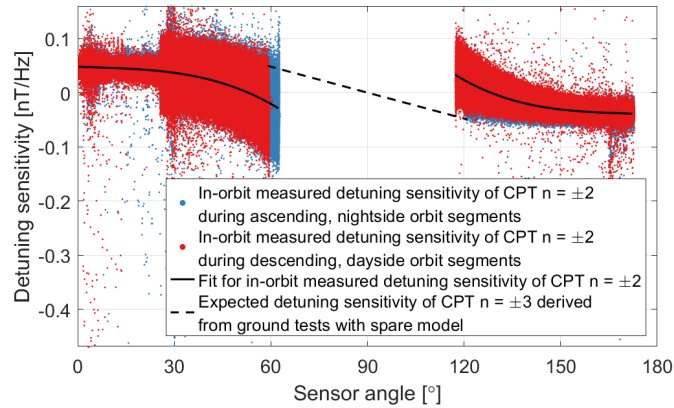 0.1
0
-0.1
-0.2
-0.3
-0.4
Detuning sensitivity [nT/Hz]
In-orbit measured detuning sensitivity of CPT n = ±2
during ascending, nightside orbit segments
In-orbit measured detuning sensitivity of CPT n = ±2
during descending, dayside orbit segments
Fit for in-orbit measured detuning sensitivity of CPT n = ±2
Expected detuning sensitivity of CPT n = ±3 derived
from ground tests with spare model
0 30 60 90 120 150 180
Sensor angle [°]